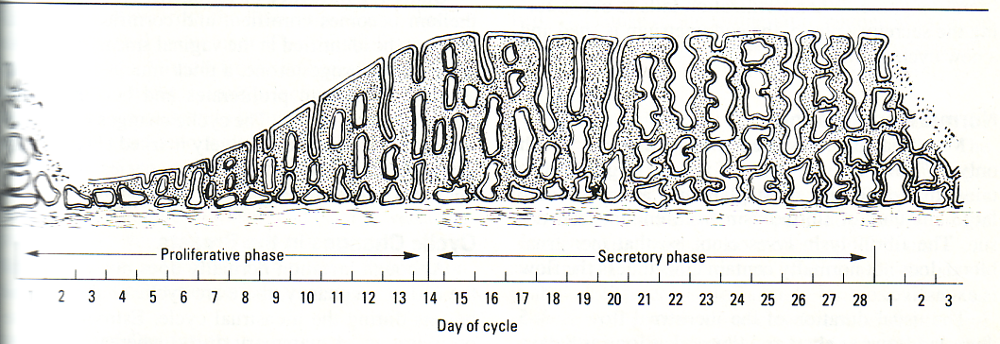 Proliferative phase Secretory phase
2 3 4 5 6 7 8 9 10 11 12 13 14 15 16 17 18 19 20 21 22 23 24 25 26 27 28 1 2 3
Day of cycle